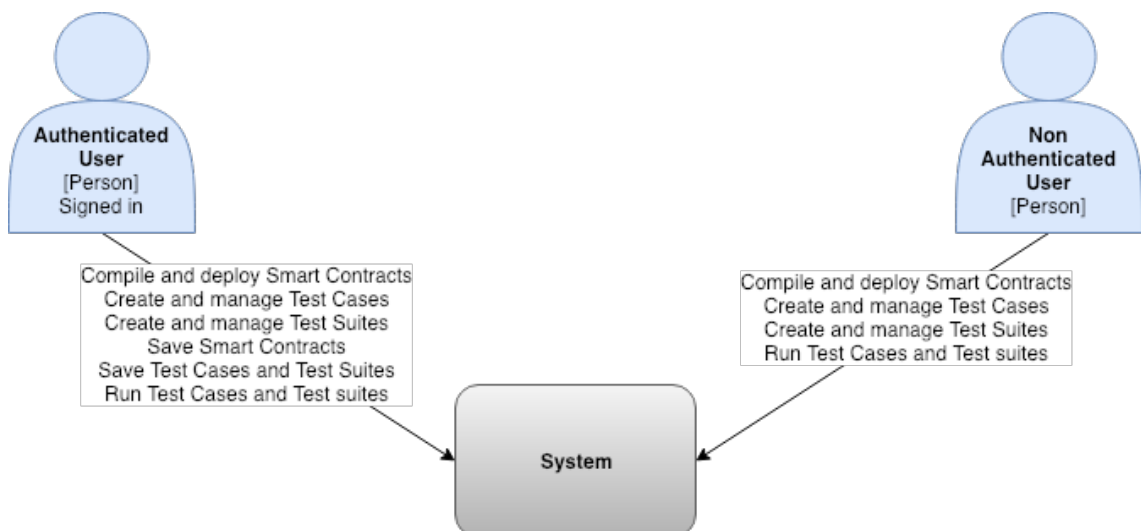 Authenticated
User
[Person]
Signed in
Non
Authenticated
User
[Person]
Compile and deploy Smart Contracts
Create and manage Test Cases
Create and manage Test Suites
Save Smart Contracts
Save Test Cases and Test Suites
Run Test Cases and Test suites
Compile and deploy Smart Contracts
Create and manage Test Cases
Create and manage Test Suites
Run Test Cases and Test suites
System